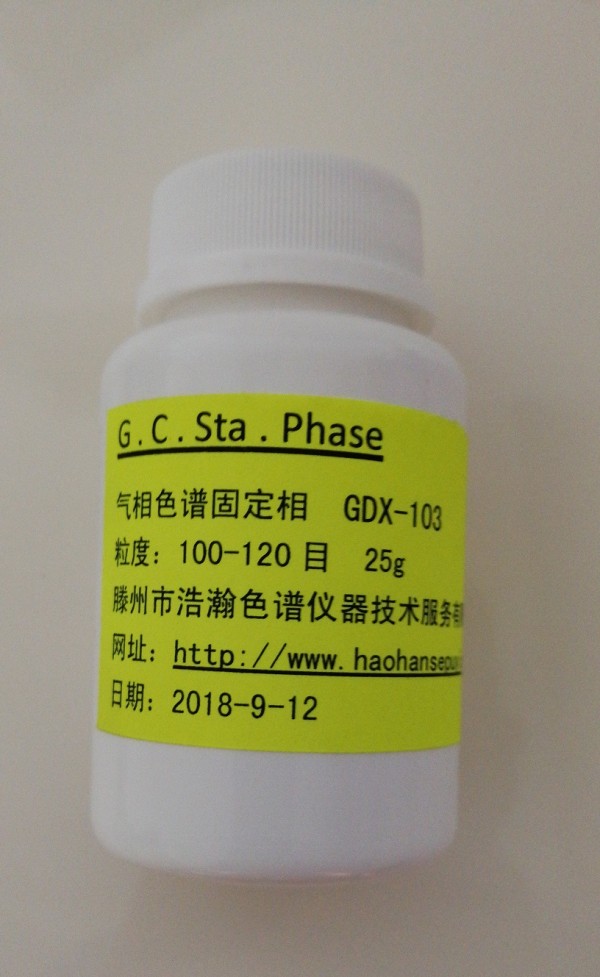 G.C.Sta.Phase
气相色谱固定相 GDX-103
粒度：100-120 目 25g
滕州市浩瀚色谱仪器技术服务
网址：http://www.haohansepu
日期：2018-9-12